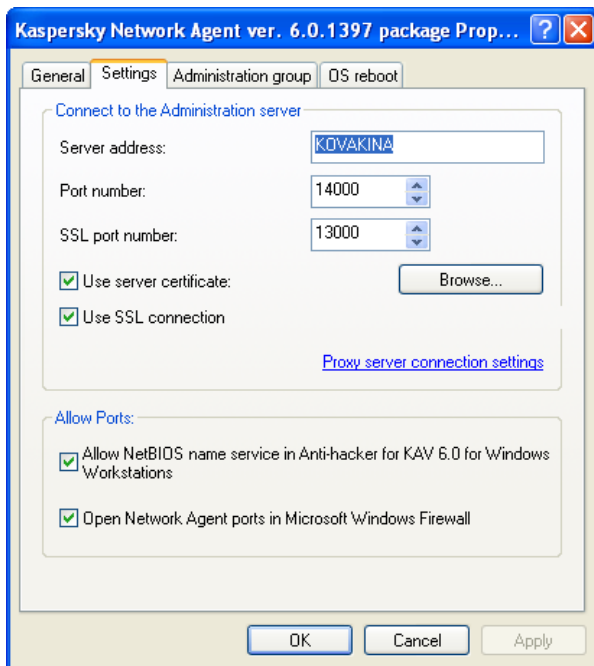 Kaspersky Network Agent ver. 6.0.1397 package Prop...
General Settings Administration group OS reboot
Connect to the Administration server
Server address: KOVAKINA
Port number: 14000
SSL port number: 13000
Use server certificate: Browse...
Use SSL connection
Proxy server connection settings
Allow Ports:
Allow NetBIOS name service in Anti-hacker for KAV 6.0 for Windows
Workstations
Open Network Agent ports in Microsoft Windows Firewall
OK Cancel Apply